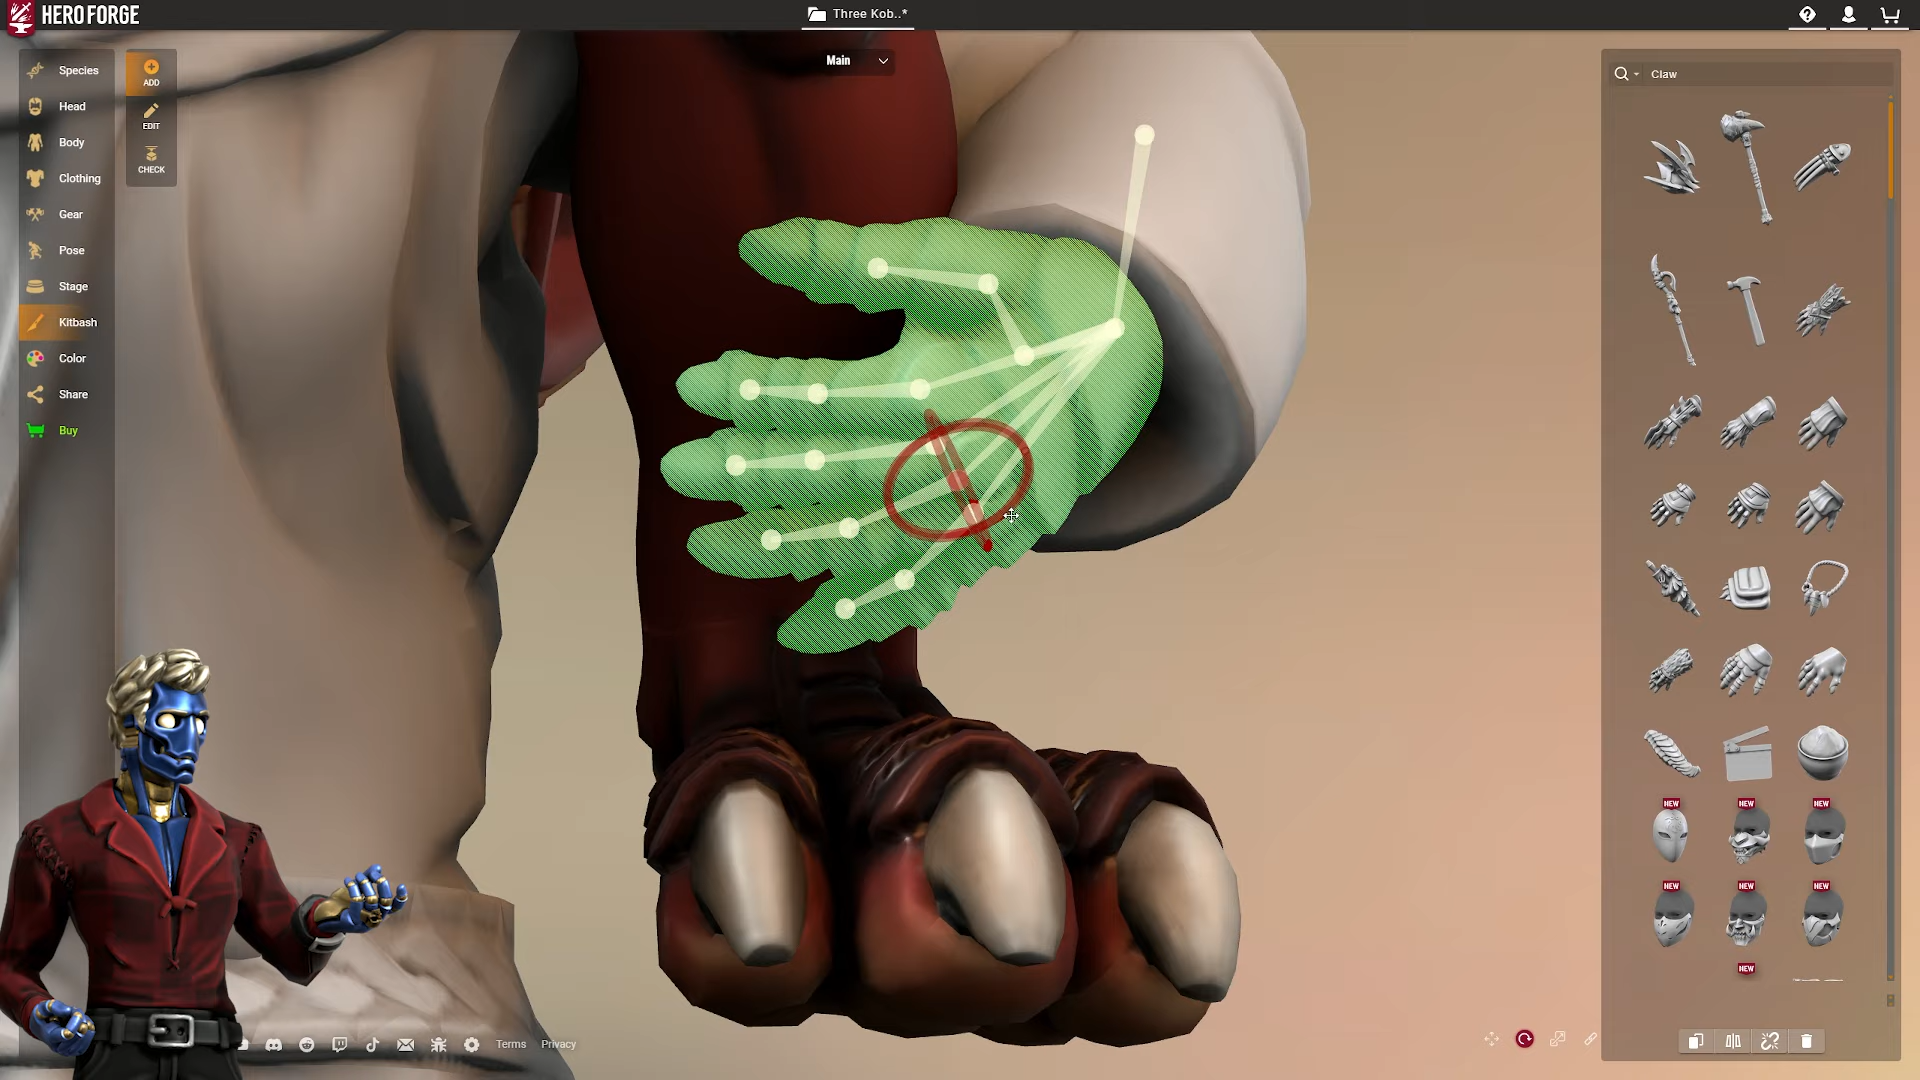 HERO FORGE
Three Kob..*
Main
Species
Head
Body
Clothing
Gear
Pose
Stage
Kitbash
Color
Share
Buy
ADD
EDIT
CHECK
Claw
NEW
NEW
NEW
NEW
NEW
NEW
NEW
Terms
Privacy